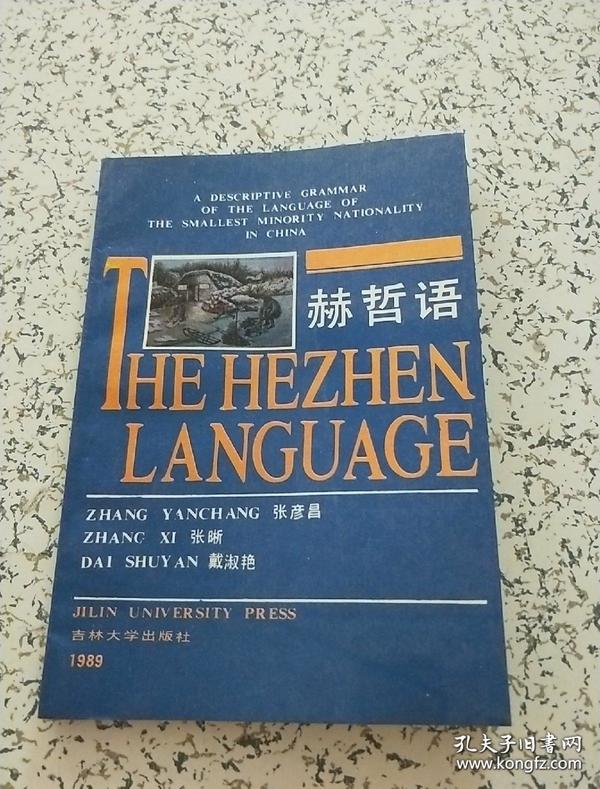 A DESCRIPTIVE GRAMMAR
OF THE LANGUAGE OF
THE SMALLEST MINORITY NATIONALITY
IN CHINA
赫哲语
THE HEZHEN
LANGUAGE
ZHANG YANCHANG 张彦昌
ZHANG XI 张晰
DAI SHUYAN 戴淑艳
JILIN UNIVERSITY PRESS
吉林大学出版社
1989
孔夫子旧书网
www.kongfz.com